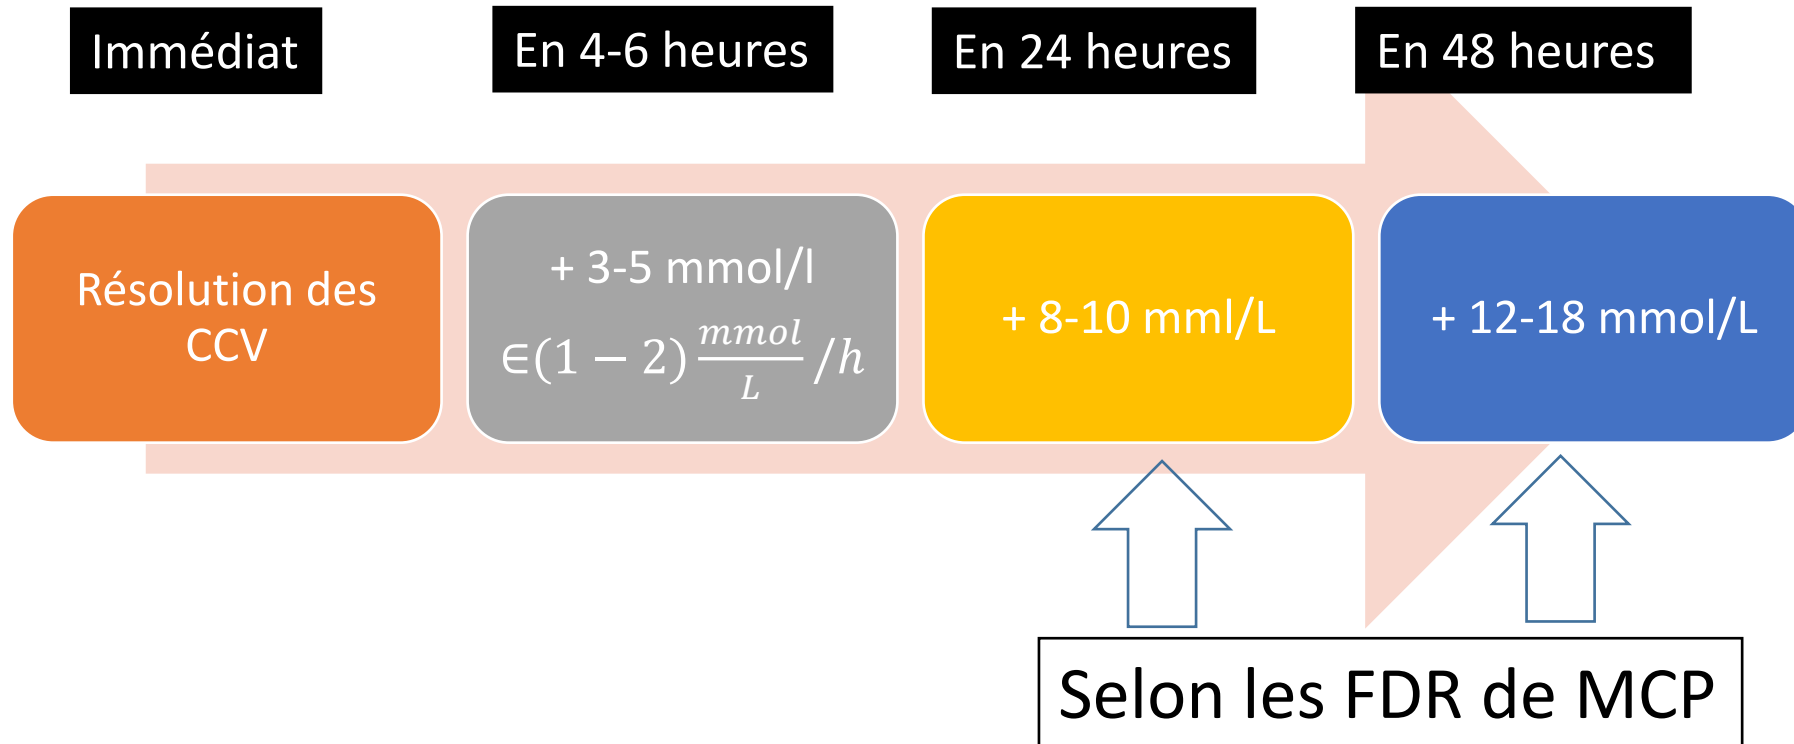 Immédiat
En 4-6 heures
En 24 heures
En 48 heures
Résolution des
CCV
+ 3-5 mmol/l
∈(1 − 2) mmol/L /h
+ 8-10 mml/L
+ 12-18 mmol/L
Selon les FDR de MCP